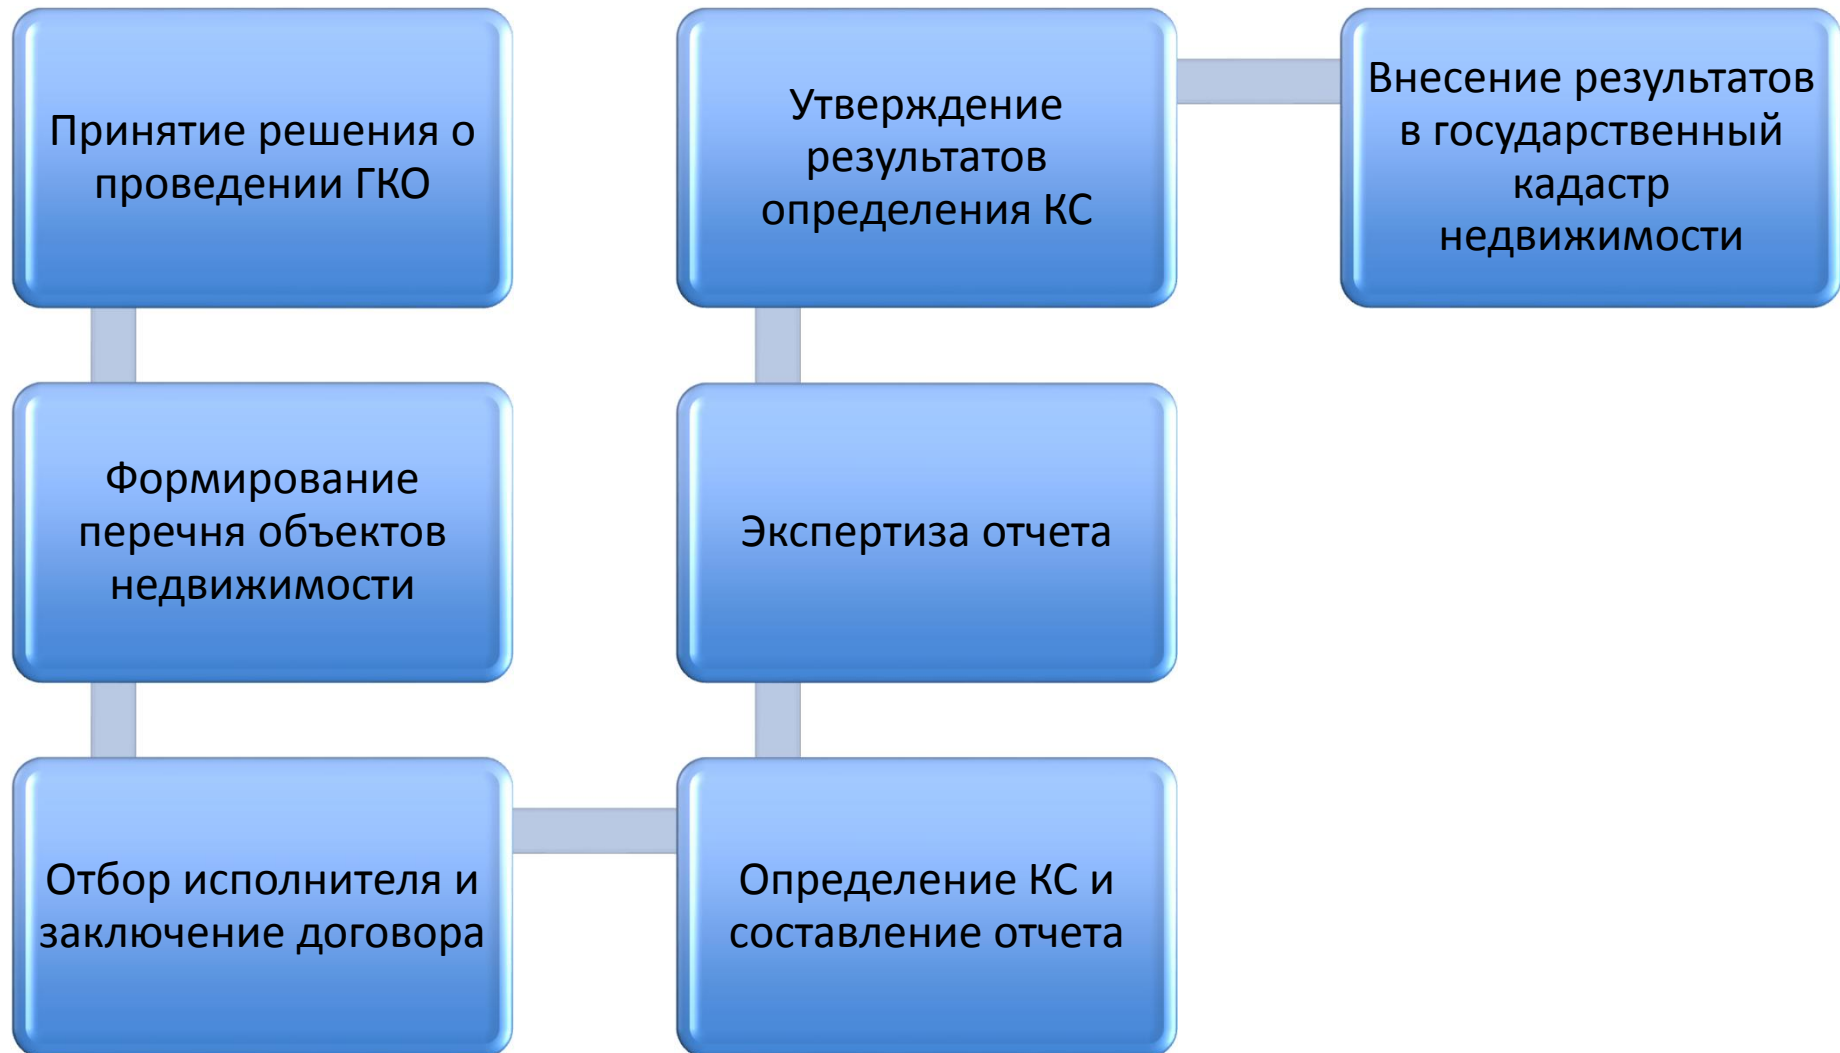 Принятие решения о
проведении ГКО
Формирование
перечня объектов
недвижимости
Отбор исполнителя и
заключение договора
Определение КС и
составление отчета
Экспертиза отчета
Утверждение
результатов
определения КС
Внесение результатов
в государственный
кадастр
недвижимости